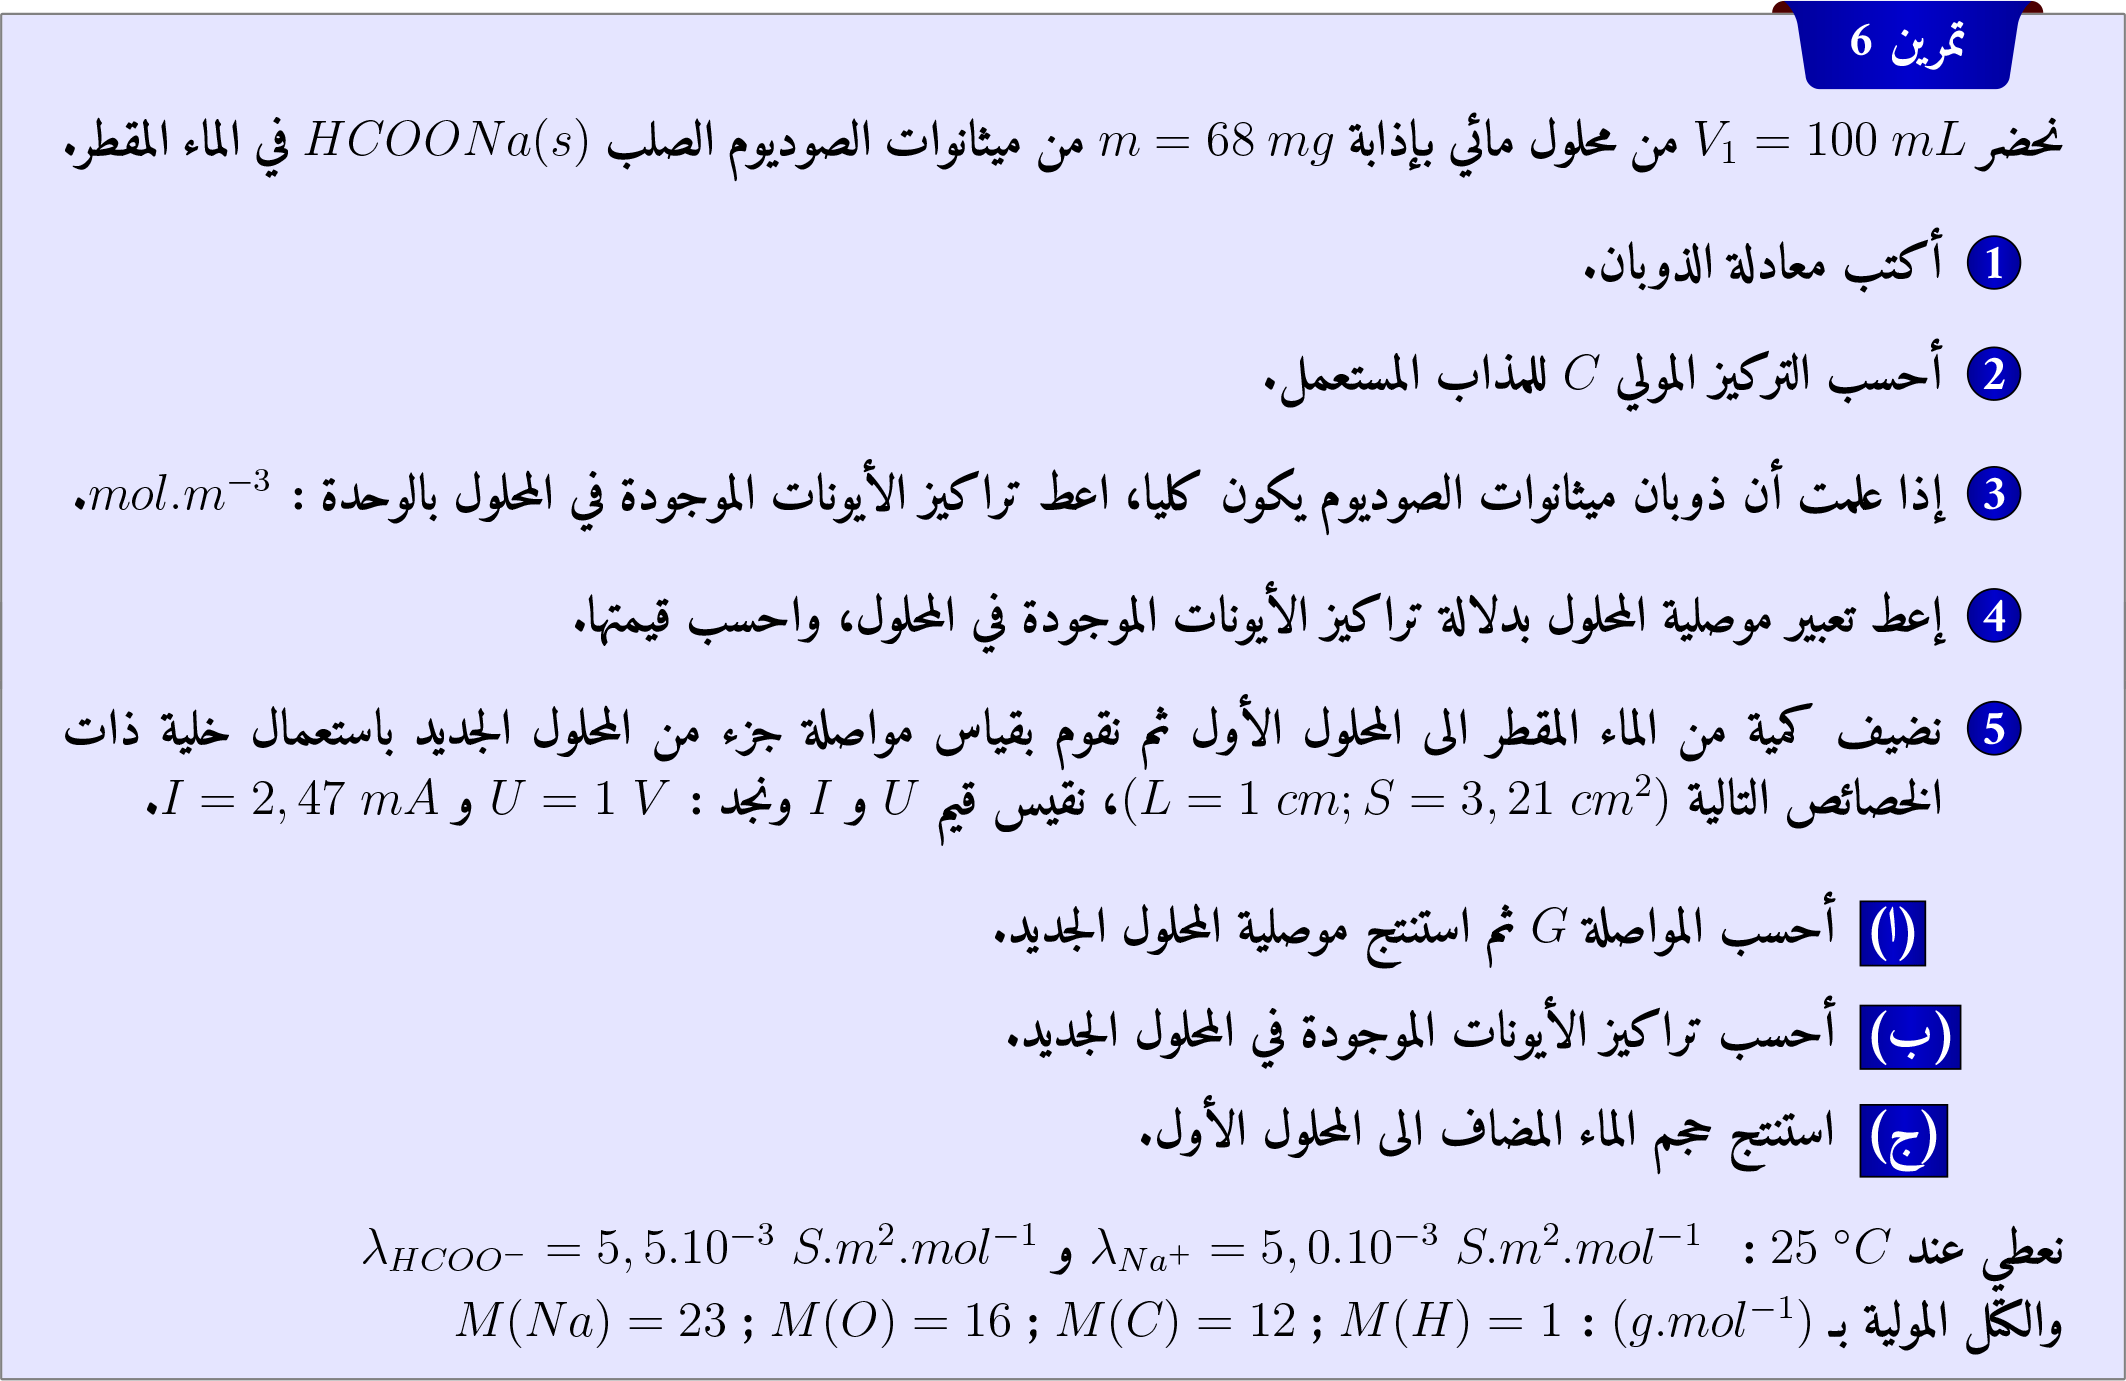 تمرين 6
نحضر V₁ = 100 mL من محلول مائي بإذابة m = 68 mg من ميثانوات الصوديوم الصلب HCOONa(s) في الماء المقطر.
1 أكتب معادلة الذوبان.
2 أحسب التركيز المولي C للمذاب المستعمل.
3 إذا علمت أن ذوبان ميثانوات الصوديوم يكون كليا، اعط تراكيز الأيونات الموجودة في المحلول بالوحدة : mol.m⁻³.
4 إعط تعبير موصلية المحلول بدلالة تراكيز الأيونات الموجودة في المحلول، واحسب قيمتها.
5 نضيف كمية من الماء المقطر الى المحلول الأول ثم نقوم بقياس مواصلة جزء من المحلول الجديد باستعمال خلية ذات
الخصائص التالية (L = 1 cm; S = 3,21 cm²)، نقيس قيم U و I ونجد : U = 1 V و I = 2,47 mA.
(ا) أحسب المواصلة G ثم استنتج موصلية المحلول الجديد.
(ب) أحسب تراكيز الأيونات الموجودة في المحلول الجديد.
(ج) استنتج حجم الماء المضاف الى المحلول الأول.
نعطي عند 25 °C : λ_{Na⁺} = 5,0.10⁻³ S.m².mol⁻¹ و λ_{HCOO⁻} = 5,5.10⁻³ S.m².mol⁻¹
والكتل المولية بـ (g.mol⁻¹) : M(H) = 1 ; M(C) = 12 ; M(O) = 16 ; M(Na) = 23